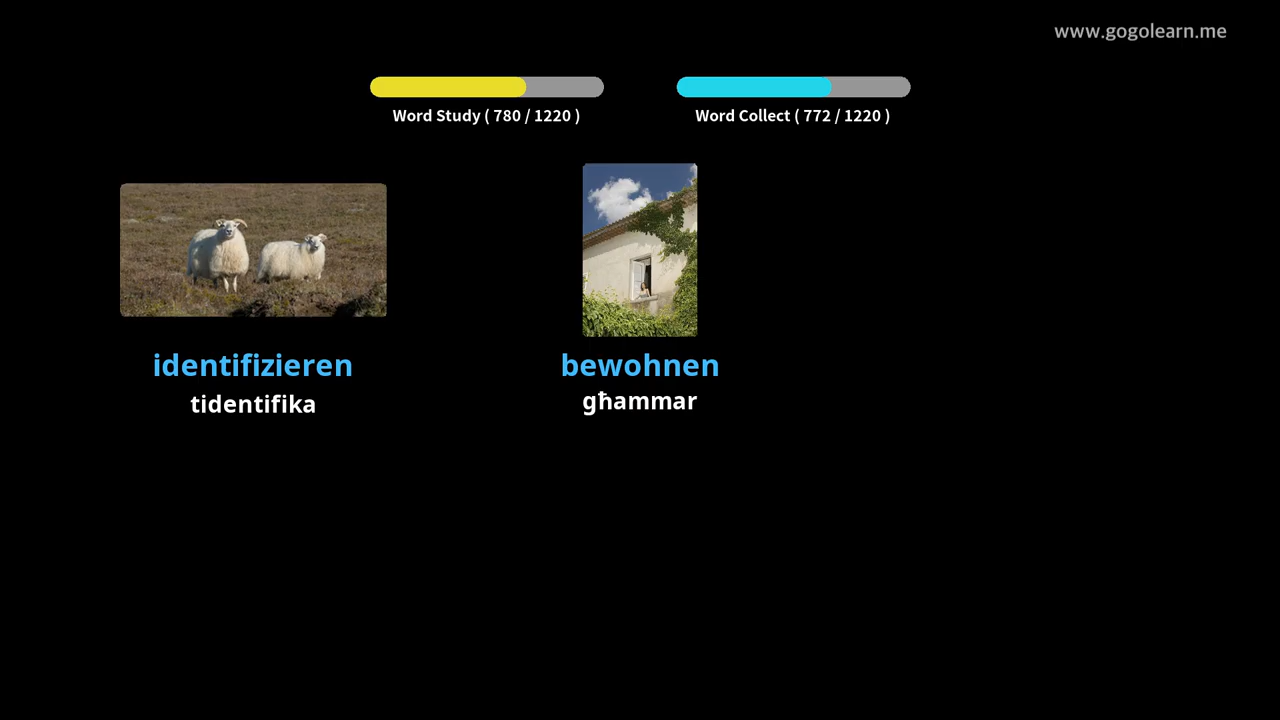 www.gogolearn.me
Word Study ( 780 / 1220 )
Word Collect ( 772 / 1220 )
identifizieren
tidentifika
bewohnen
għammar